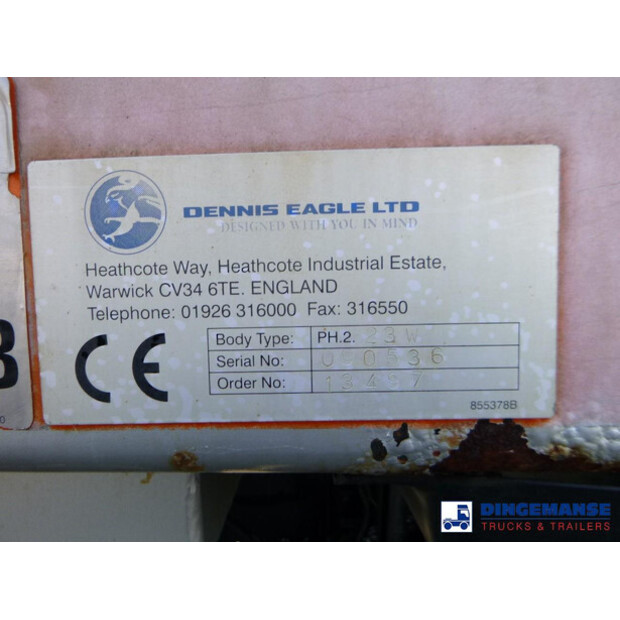 DENNIS EAGLE LTD
DESIGNED WITH YOU IN MIND
Heathcote Way, Heathcote Industrial Estate,
Warwick CV34 6TE. ENGLAND
Telephone: 01926 316000 Fax: 316550
CE
Body Type: PH.2. 23W
Serial No:
Order No:
855378B
DINGEMANSE
TRUCKS & TRAILERS